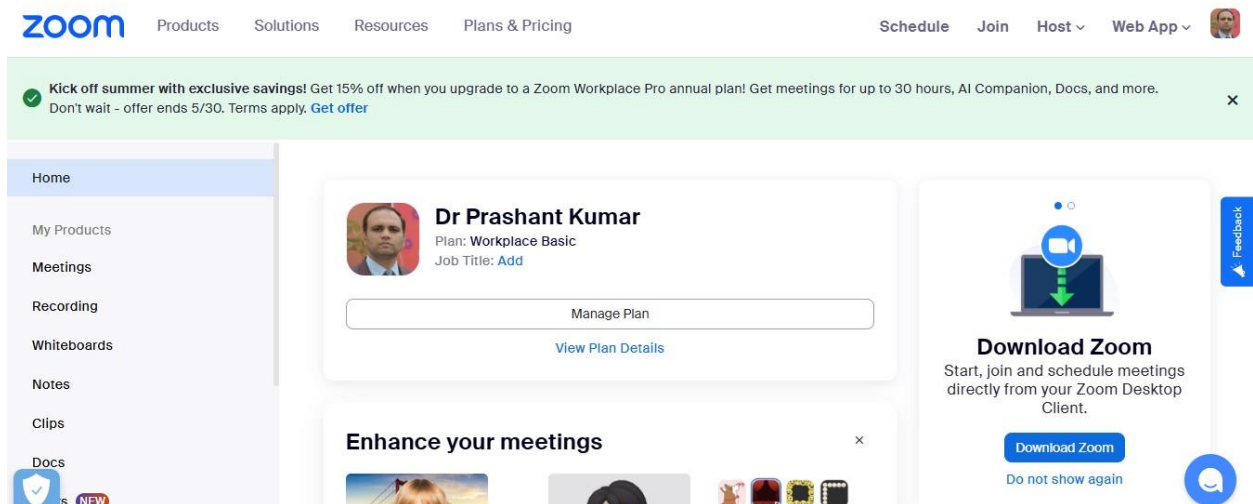 zoom Products Solutions Resources Plans & Pricing Schedule Join Host Web App
Kick off summer with exclusive savings! Get 15% off when you upgrade to a Zoom Workplace Pro annual plan! Get meetings for up to 30 hours, AI Companion, Docs, and more.
Don't wait - offer ends 5/30. Terms apply. Get offer
Home
My Products
Meetings
Recording
Whiteboards
Notes
Clips
Docs
NEW
Dr Prashant Kumar
Plan: Workplace Basic
Job Title: Add
Manage Plan
View Plan Details
Enhance your meetings
Download Zoom
Start, join and schedule meetings
directly from your Zoom Desktop
Client.
Download Zoom
Do not show again
Feedback